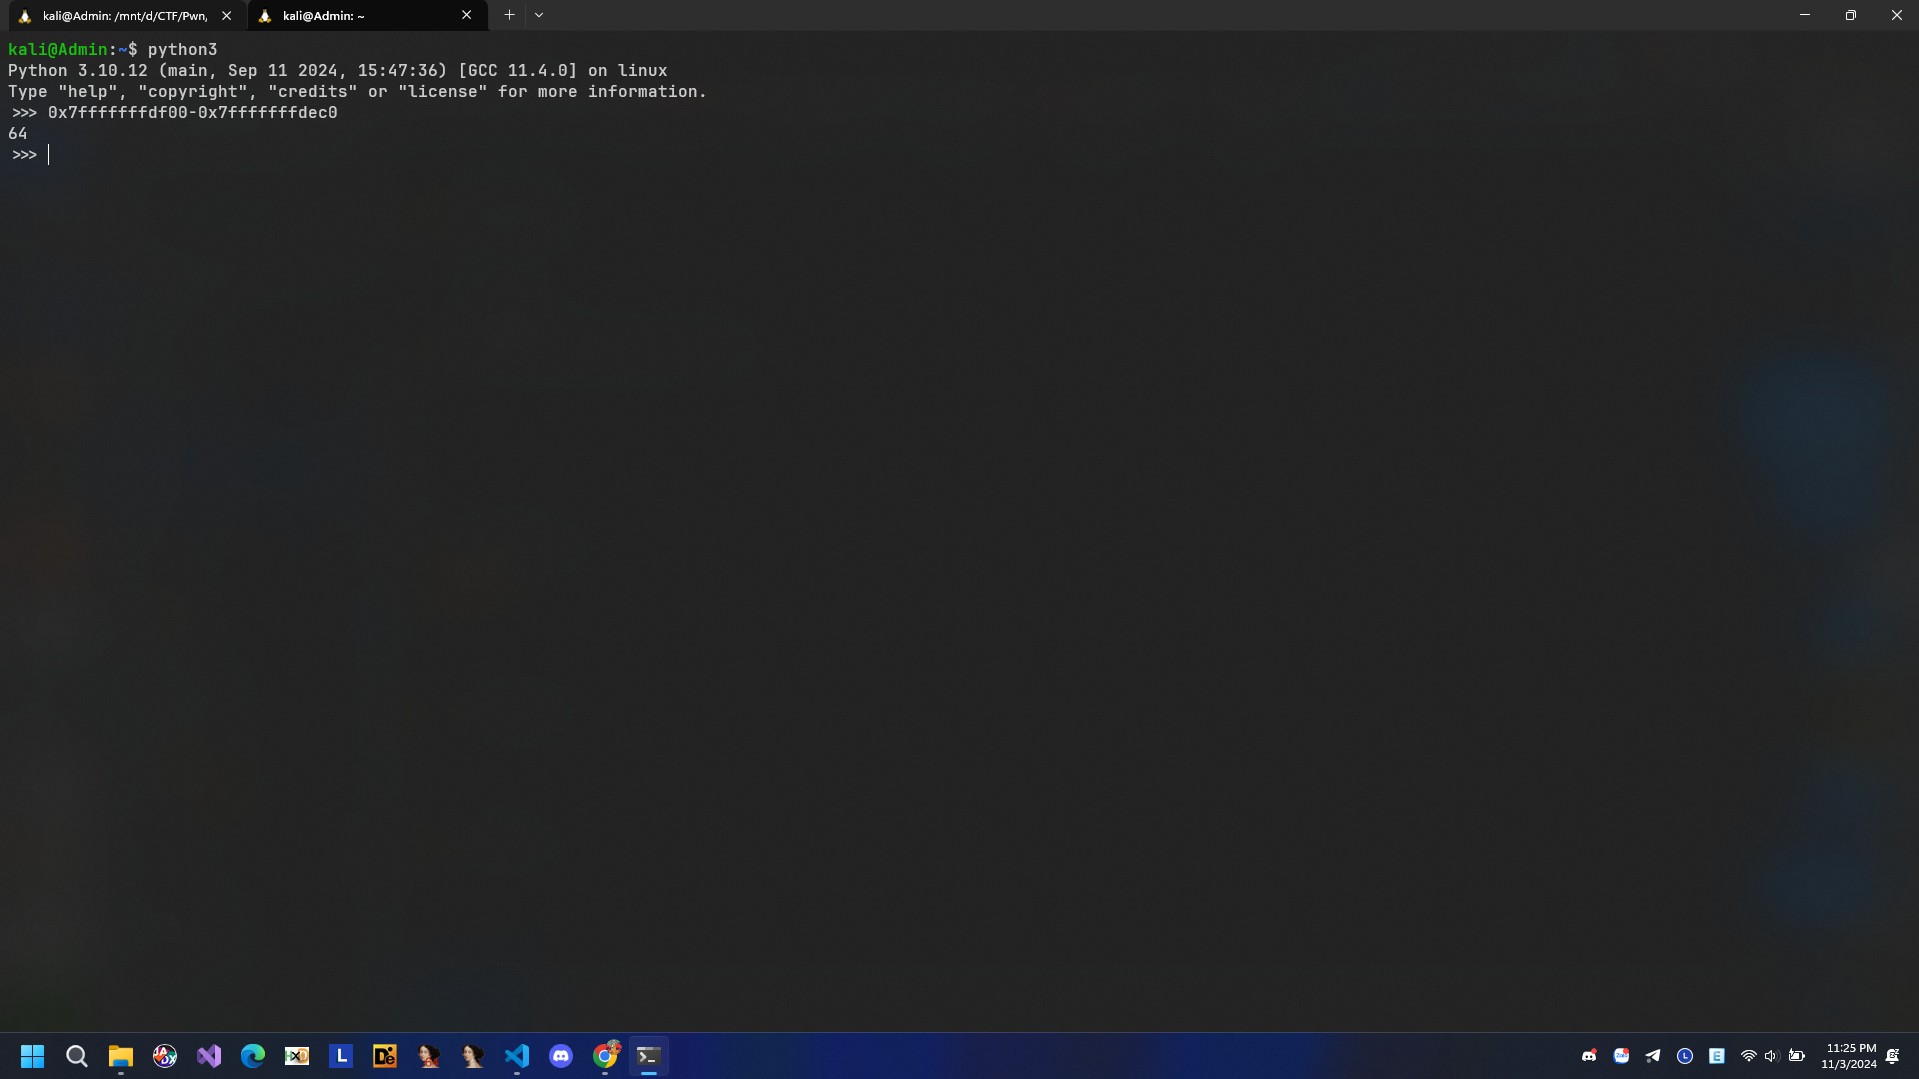 kali@Admin: /mnt/d/CTF/Pwn,
kali@Admin: ~
kali@Admin:~$ python3
Python 3.10.12 (main, Sep 11 2024, 15:47:36) [GCC 11.4.0] on linux
Type "help", "copyright", "credits" or "license" for more information.
>>> 0x7fffffffdf00-0x7fffffffdec0
64
>>>
L
11:25 PM
11/3/2024